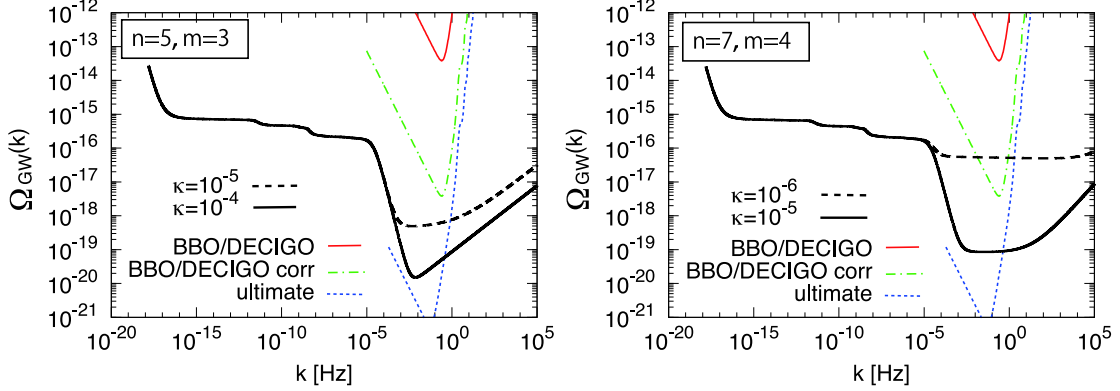 n=5, m=3
10^-12
10^-13
10^-14
10^-15
10^-16
10^-17
10^-18
10^-19
10^-20
10^-21
Ω_GW(k)
κ=10^-5
κ=10^-4
BBO/DECIGO
BBO/DECIGO corr
ultimate
10^-20 10^-15 10^-10 10^-5 10^0 10^5
k [Hz]
n=7, m=4
10^-12
10^-13
10^-14
10^-15
10^-16
10^-17
10^-18
10^-19
10^-20
10^-21
Ω_GW(k)
κ=10^-6
κ=10^-5
BBO/DECIGO
BBO/DECIGO corr
ultimate
10^-20 10^-15 10^-10 10^-5 10^0 10^5
k [Hz]